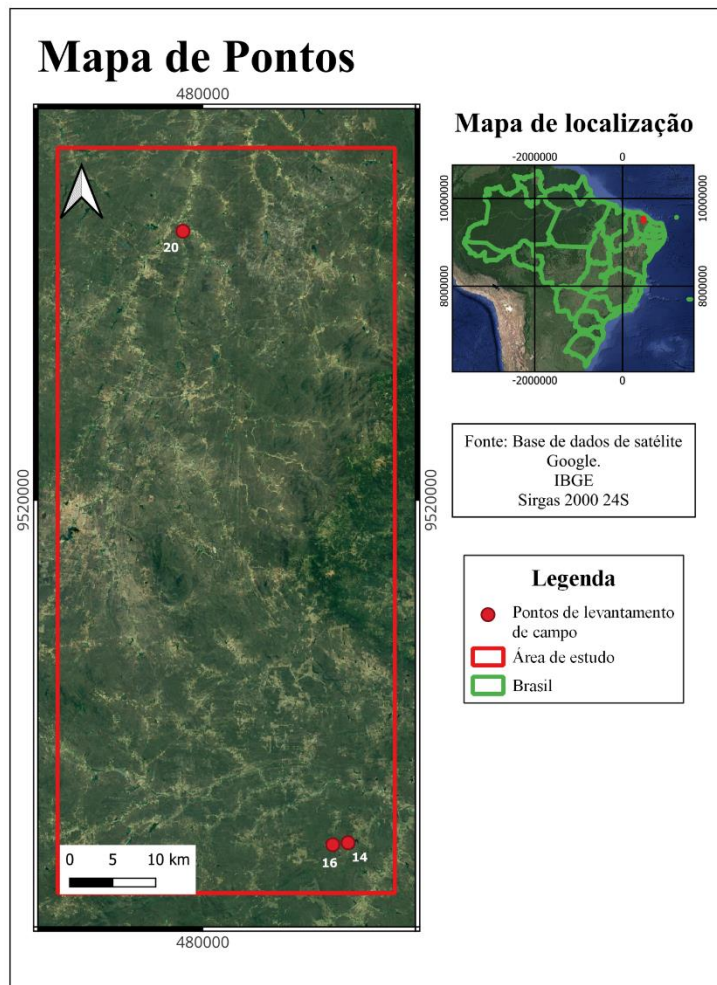 Mapa de Pontos
480000
20
9520000
9520000
16
14
0 5 10 km
480000
Mapa de localização
-2000000 0
10000000
10000000
8000000
8000000
-2000000 0
Fonte: Base de dados de satélite
Google.
IBGE
Sirgas 2000 24S
Legenda
Pontos de levantamento
de campo
Área de estudo
Brasil